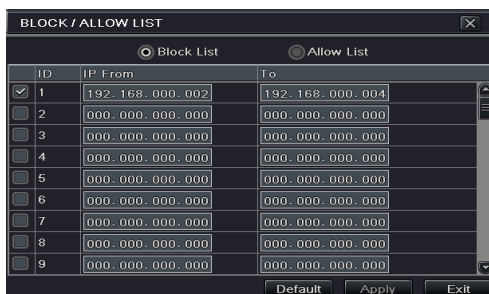 BLOCK / ALLOW LIST
Block List Allow List
ID IP From To
1 192.168.000.002 192.168.000.004
2 000.000.000.000 000.000.000.000
3 000.000.000.000 000.000.000.000
4 000.000.000.000 000.000.000.000
5 000.000.000.000 000.000.000.000
6 000.000.000.000 000.000.000.000
7 000.000.000.000 000.000.000.000
8 000.000.000.000 000.000.000.000
9 000.000.000.000 000.000.000.000
Default Apply Exit